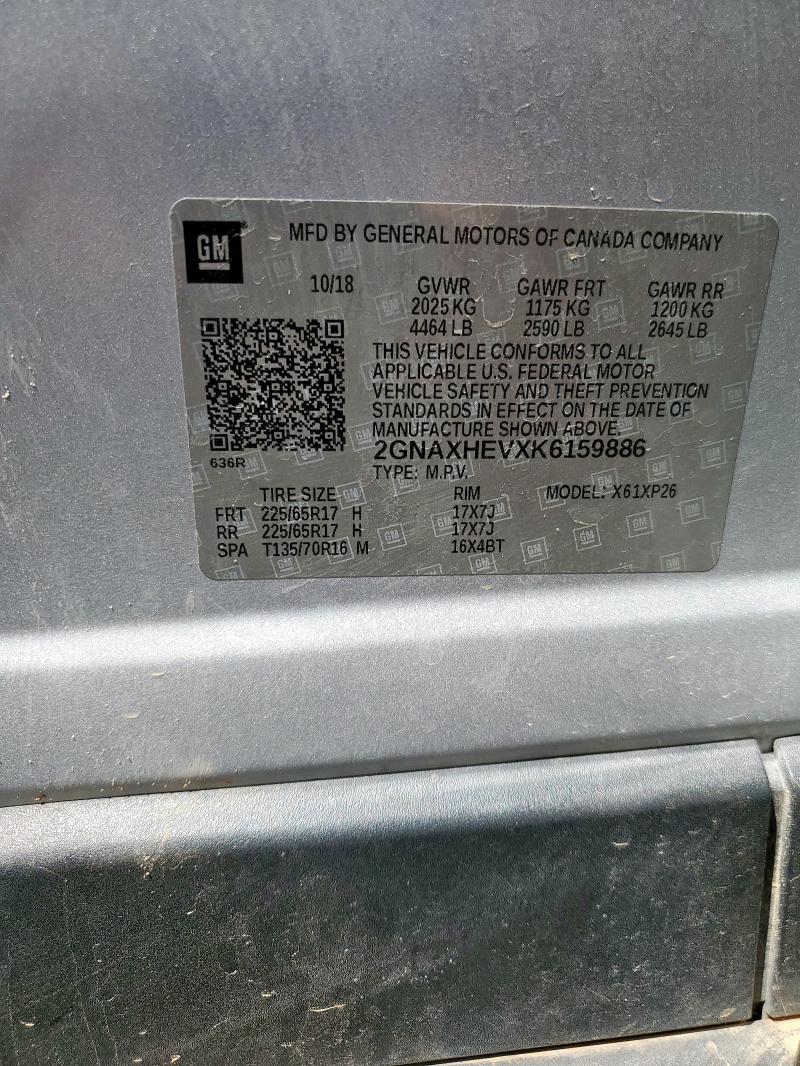 GM
MFD BY GENERAL MOTORS OF CANADA COMPANY
10/18 GVWR GAWR FRT GAWR RR
2025 KG 1175 KG 1200 KG
4464 LB 2590 LB 2645 LB
THIS VEHICLE CONFORMS TO ALL
APPLICABLE U.S. FEDERAL MOTOR
VEHICLE SAFETY AND THEFT PREVENTION
STANDARDS IN EFFECT ON THE DATE OF
MANUFACTURE SHOWN ABOVE.
2GNAXHEVXK6159886
636R
TYPE: M.P.V.
TIRE SIZE RIM MODEL: X61XP26
FRT 225/65R17 H 17X7J
RR 225/65R17 H 17X7J
SPA T135/70R16 M 16X4BT